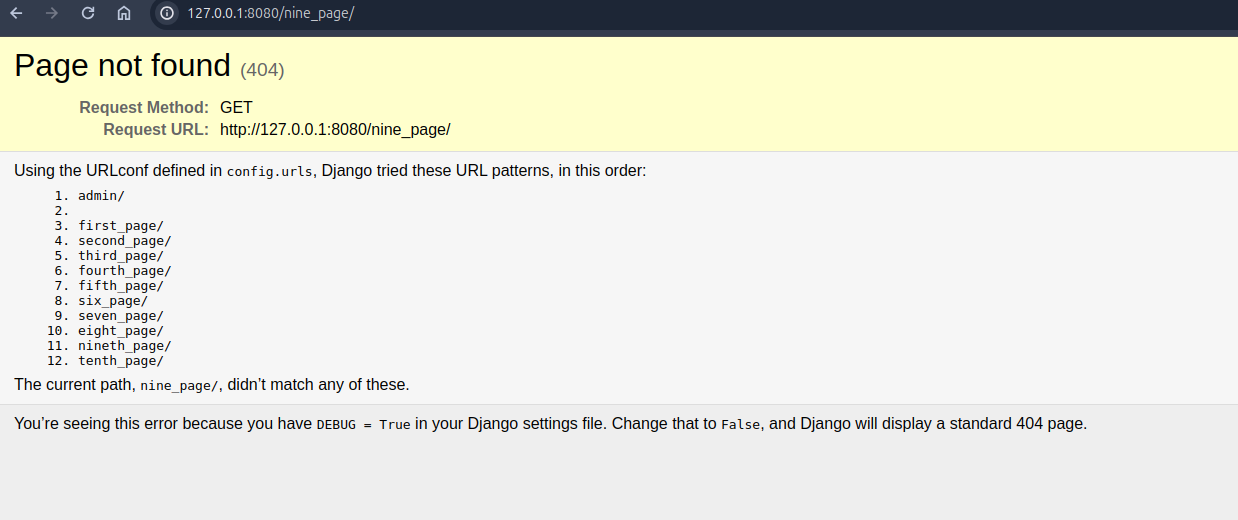 127.0.0.1:8080/nine_page/
Page not found (404)
Request Method: GET
Request URL: http://127.0.0.1:8080/nine_page/
Using the URLconf defined in config.urls, Django tried these URL patterns, in this order:
1. admin/
2.
3. first_page/
4. second_page/
5. third_page/
6. fourth_page/
7. fifth_page/
8. six_page/
9. seven_page/
10. eight_page/
11. nineth_page/
12. tenth_page/
The current path, nine_page/, didn’t match any of these.
You’re seeing this error because you have DEBUG = True in your Django settings file. Change that to False, and Django will display a standard 404 page.